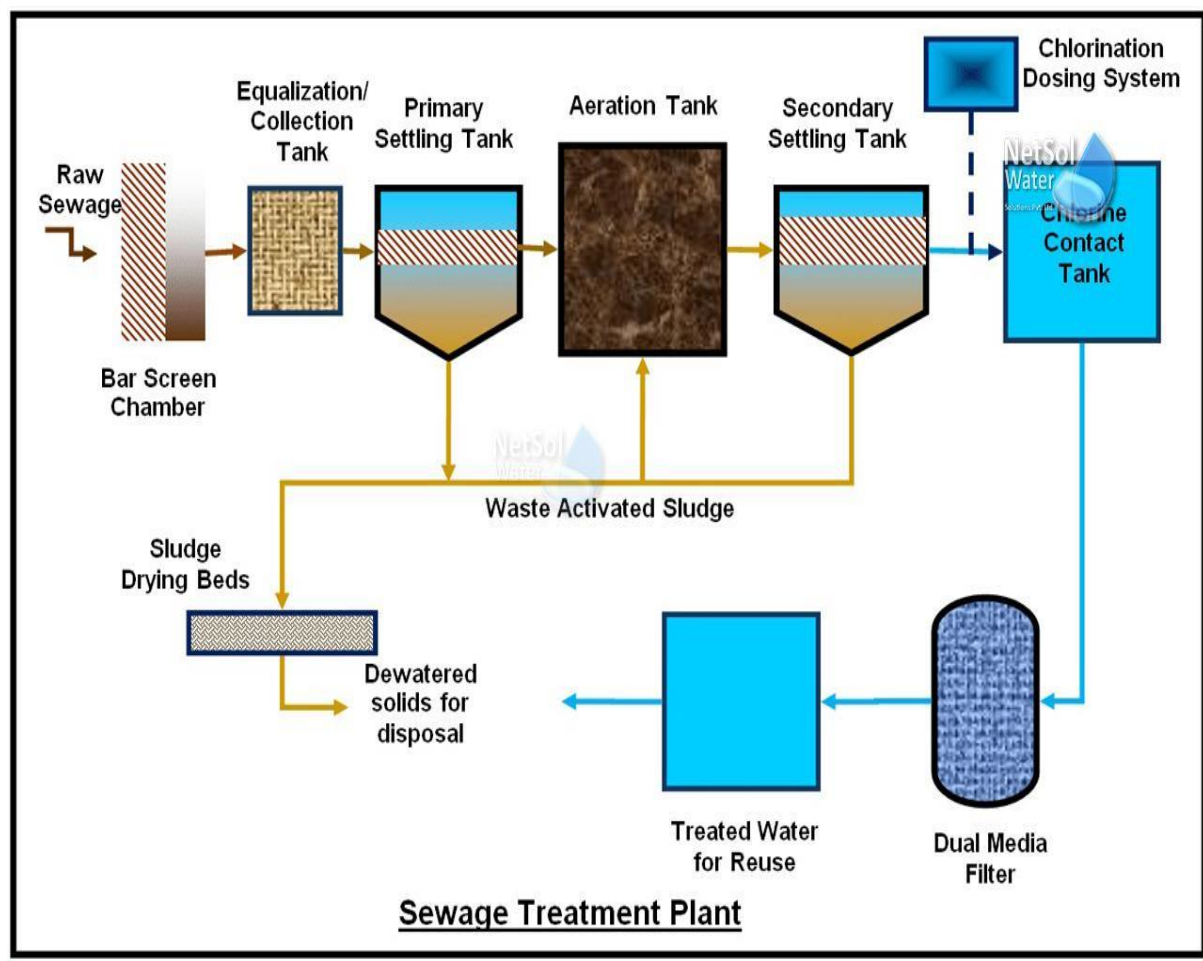 Chlorination
Dosing System
Equalization/
Collection
Tank
Primary
Settling Tank
Aeration Tank
Secondary
Settling Tank
NetSol
Water
Raw
Sewage
Chlorine
Contact
Tank
Bar Screen
Chamber
NetSol
Water
Waste Activated Sludge
Sludge
Drying Beds
Dewatered
solids for
disposal
Treated Water
for Reuse
Dual Media
Filter
Sewage Treatment Plant